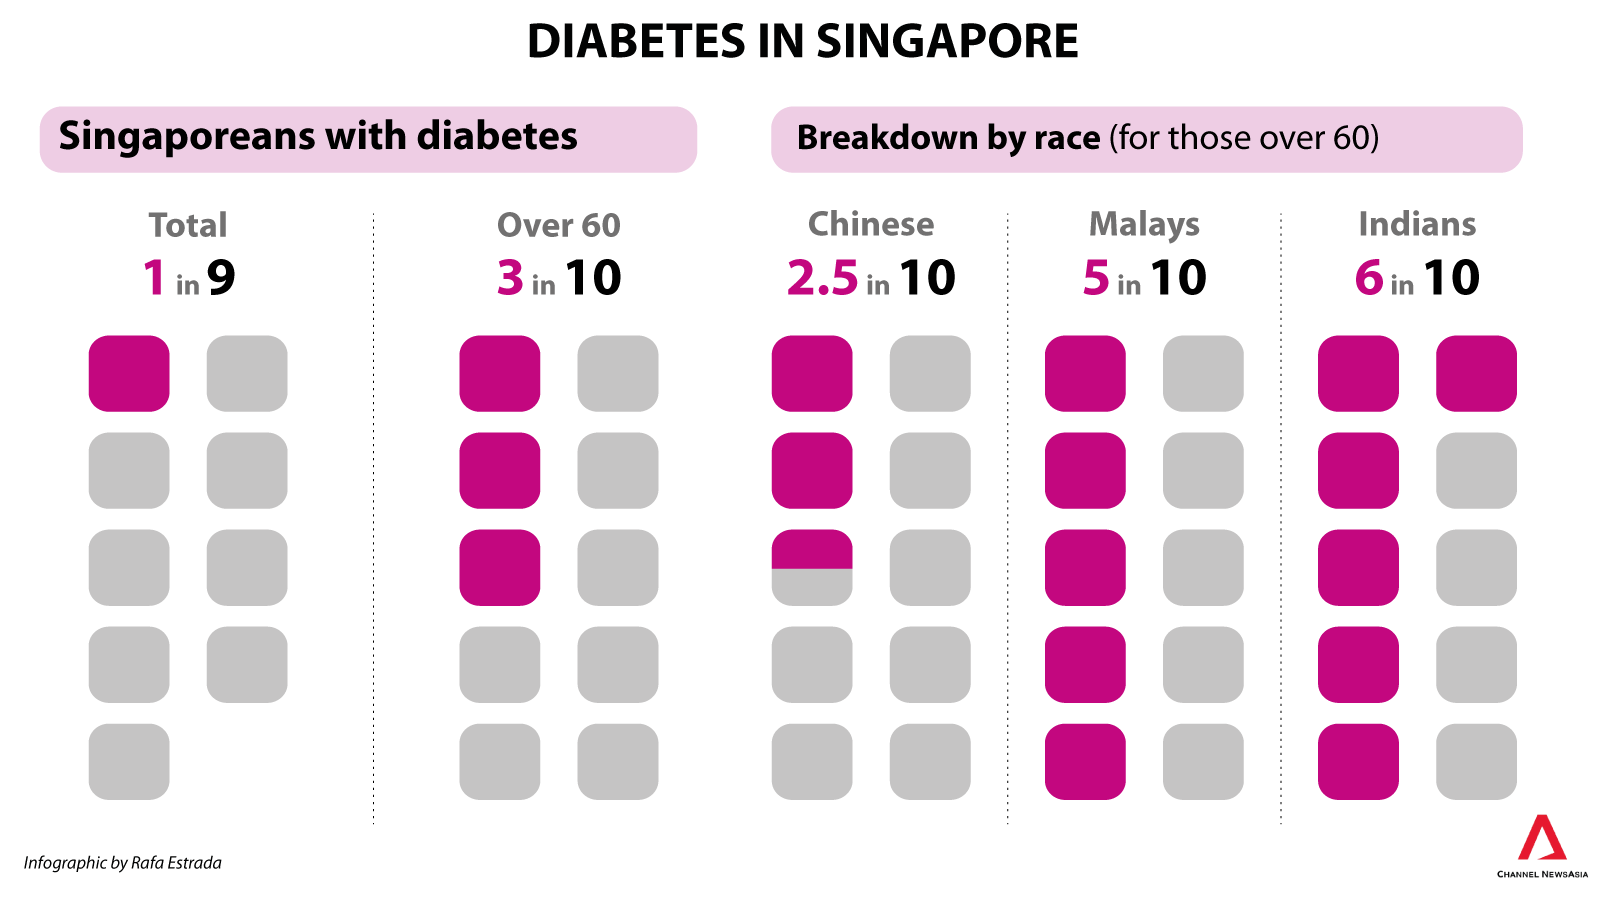 DIABETES IN SINGAPORE
Singaporeans with diabetes
Total
1 in 9
Over 60
3 in 10
Breakdown by race (for those over 60)
Chinese
2.5 in 10
Malays
5 in 10
Indians
6 in 10
Infographic by Rafa Estrada
CHANNEL NEWSASIA